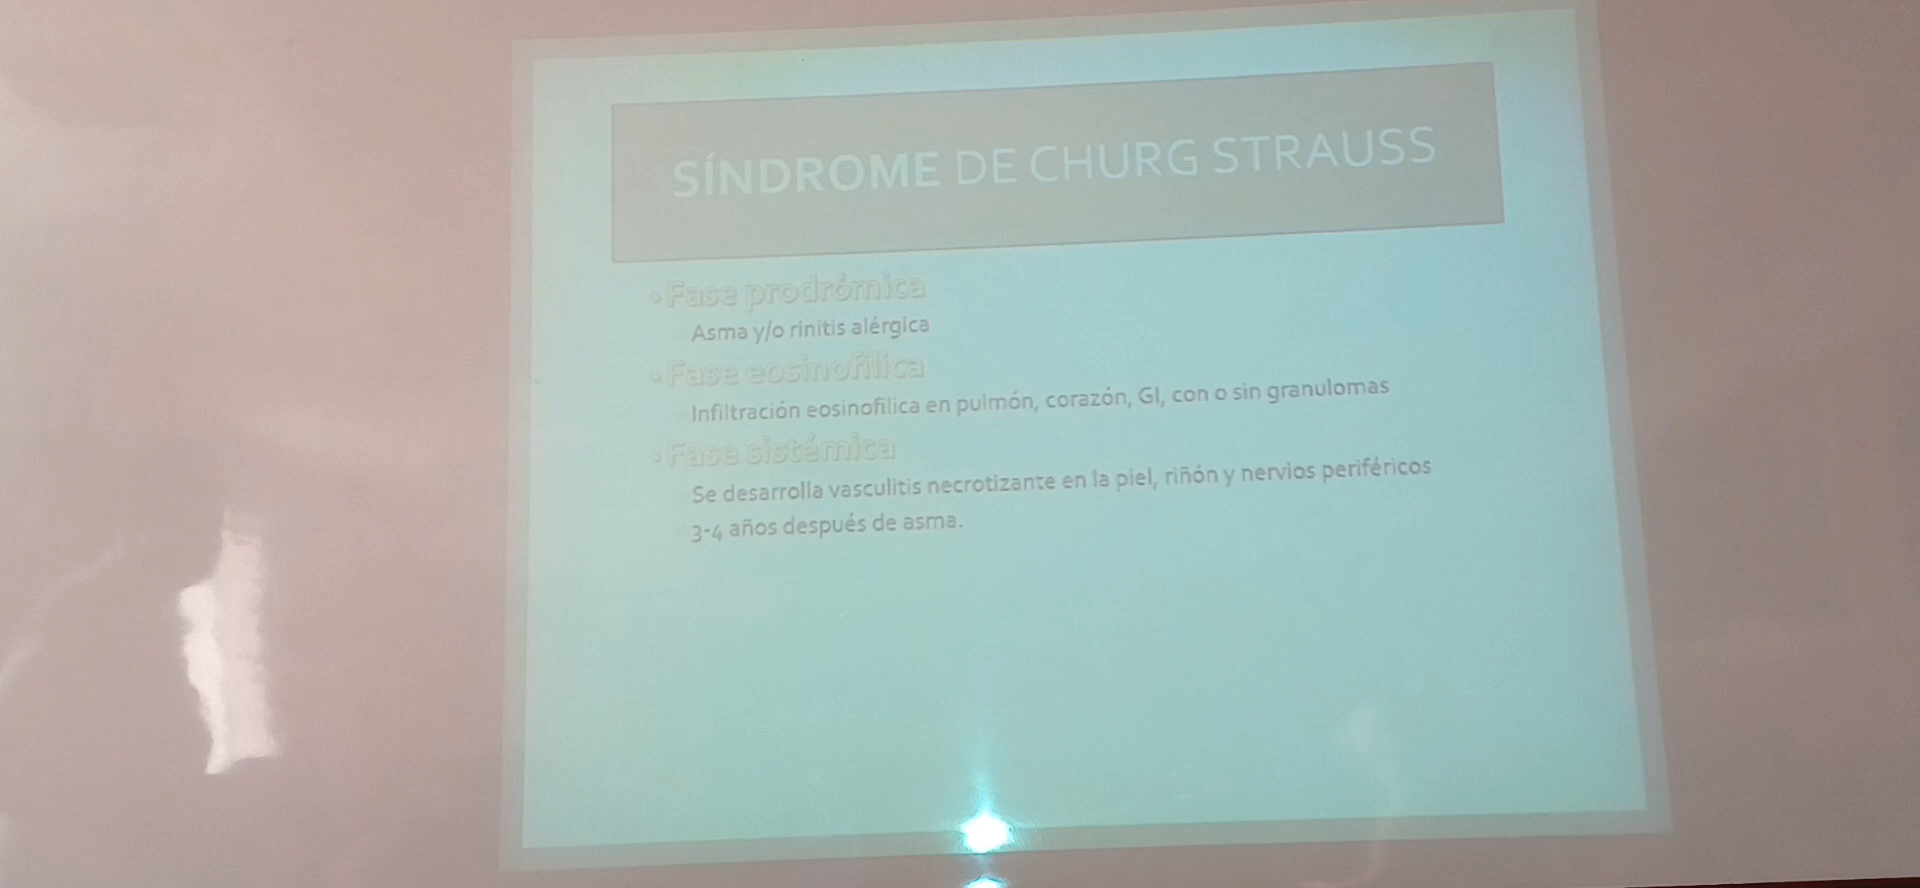 SÍNDROME DE CHURG STRAUSS
• Fase prodrómica
Asma y/o rinitis alérgica
• Fase eosinofílica
Infiltración eosinofilica en pulmón, corazón, GI, con o sin granulomas
• Fase sistémica
Se desarrolla vasculitis necrotizante en la piel, riñón y nervios periféricos
3-4 años después de asma.